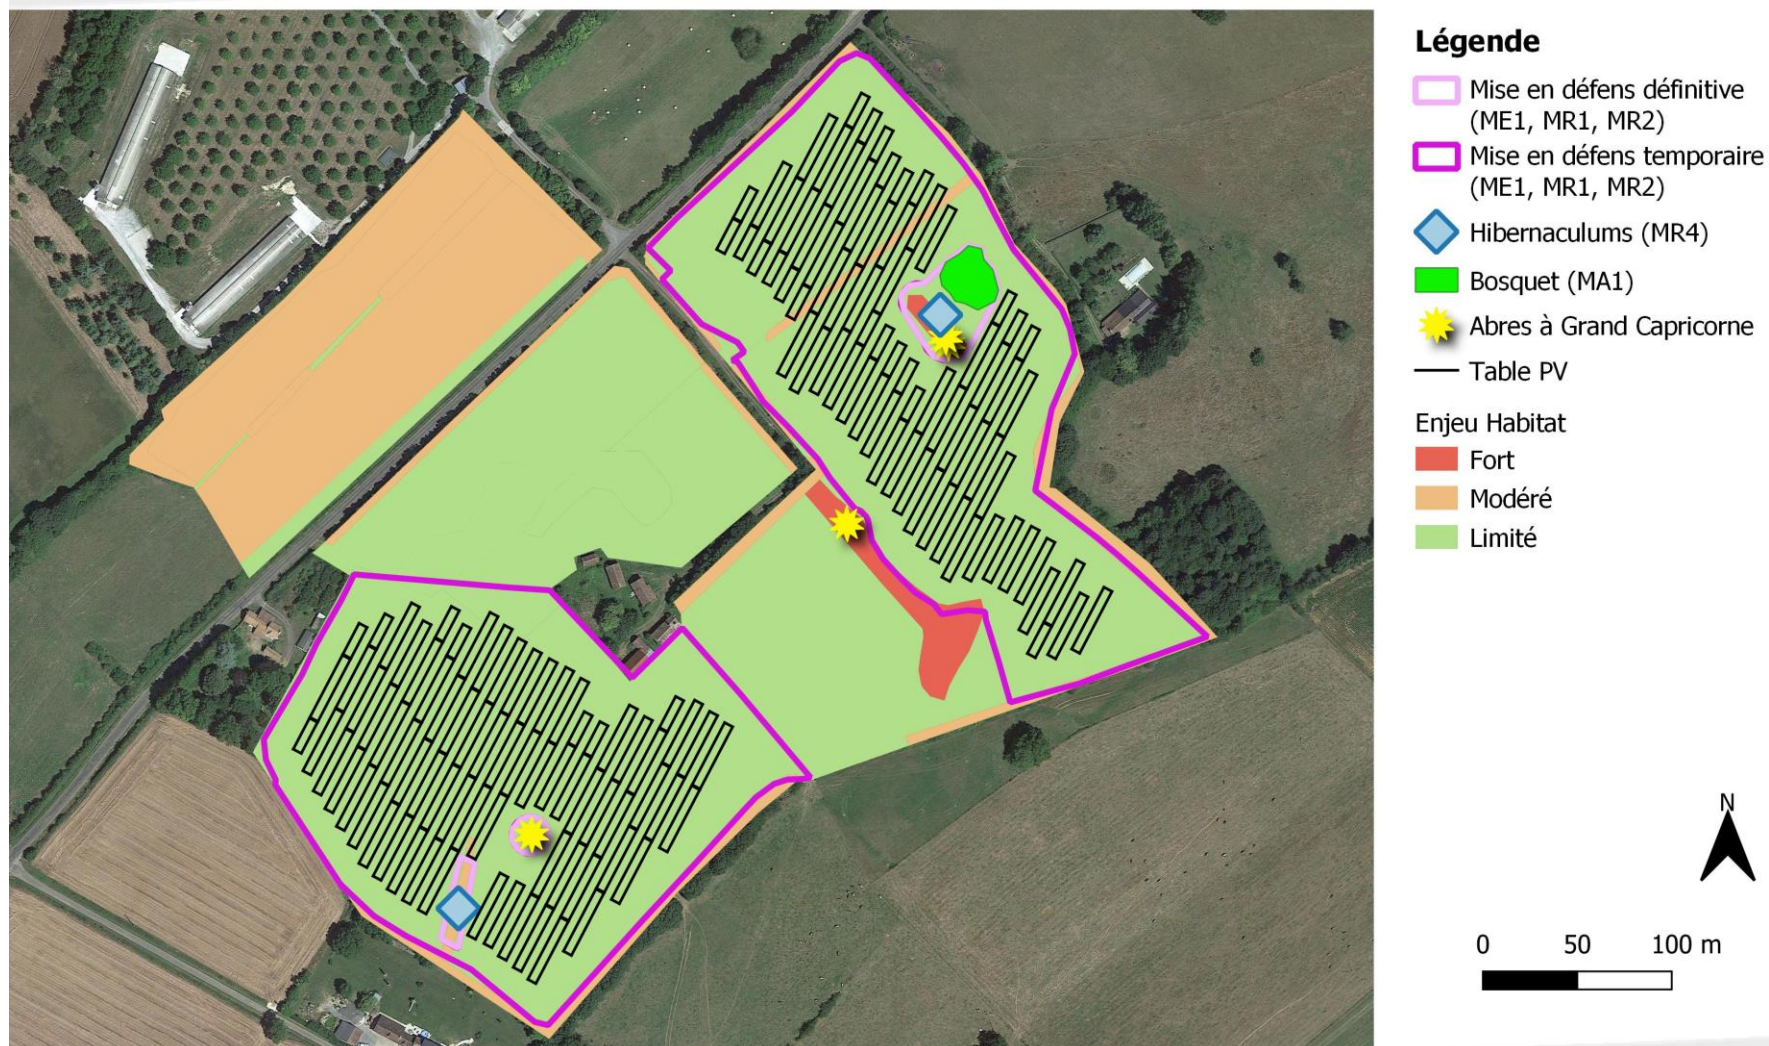 Légende
Mise en défens définitive
(ME1, MR1, MR2)
Mise en défens temporaire
(ME1, MR1, MR2)
Hibernaculums (MR4)
Bosquet (MA1)
Abres à Grand Capricorne
Table PV
Enjeu Habitat
Fort
Modéré
Limité
N
0 50 100 m